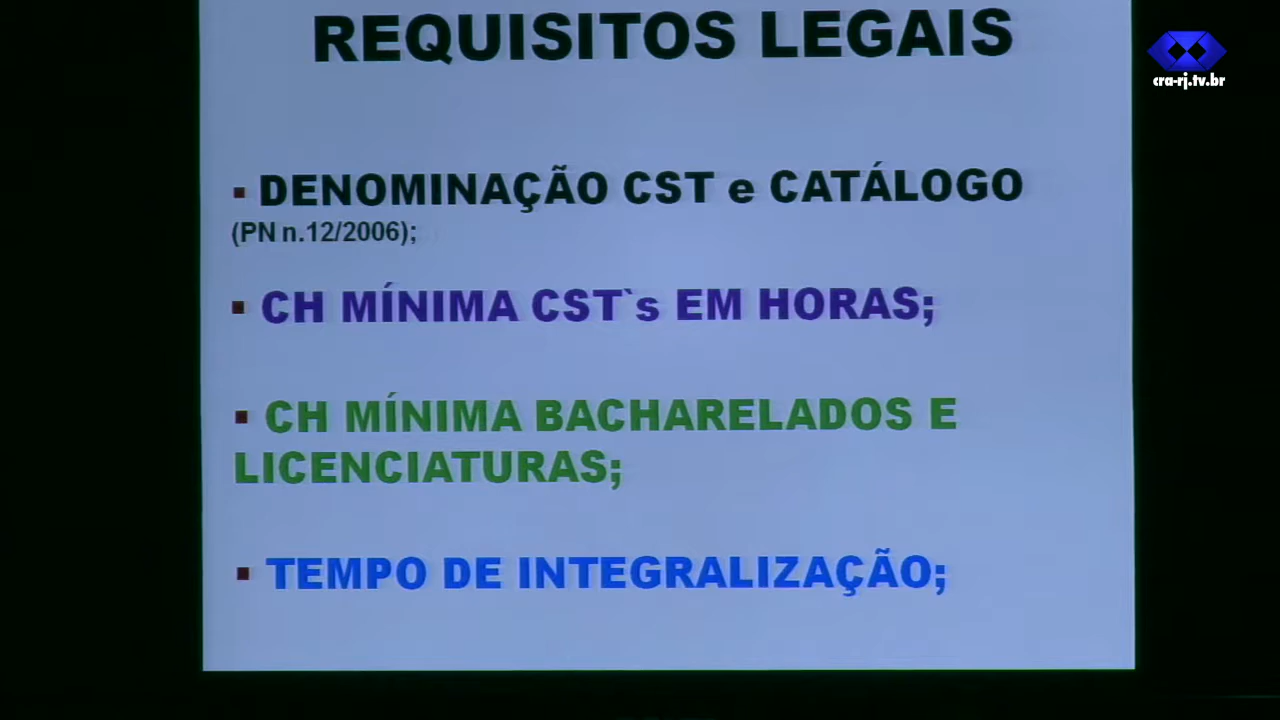 REQUISITOS LEGAIS
cra-rj.tv.br
▪ DENOMINAÇÃO CST e CATÁLOGO
(PN n.12/2006);
▪ CH MÍNIMA CST`s EM HORAS;
▪ CH MÍNIMA BACHARELADOS E
LICENCIATURAS;
▪ TEMPO DE INTEGRALIZAÇÃO;